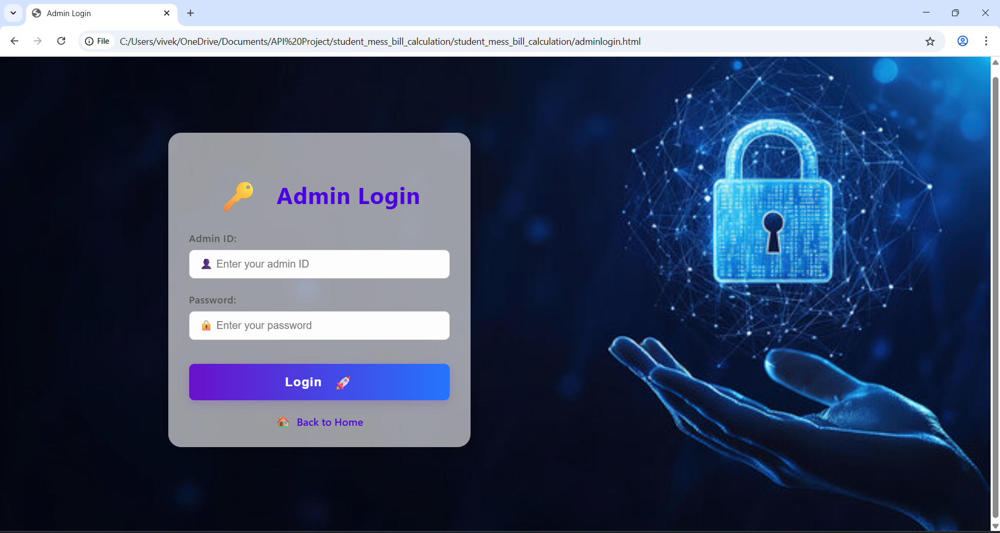 Admin Login
File
C:/Users/vivek/OneDrive/Documents/API%20Project/student_mess_bill_calculation/student_mess_bill_calculation/adminlogin.html
Admin Login
Admin ID:
Enter your admin ID
Password:
Enter your password
Login
Back to Home